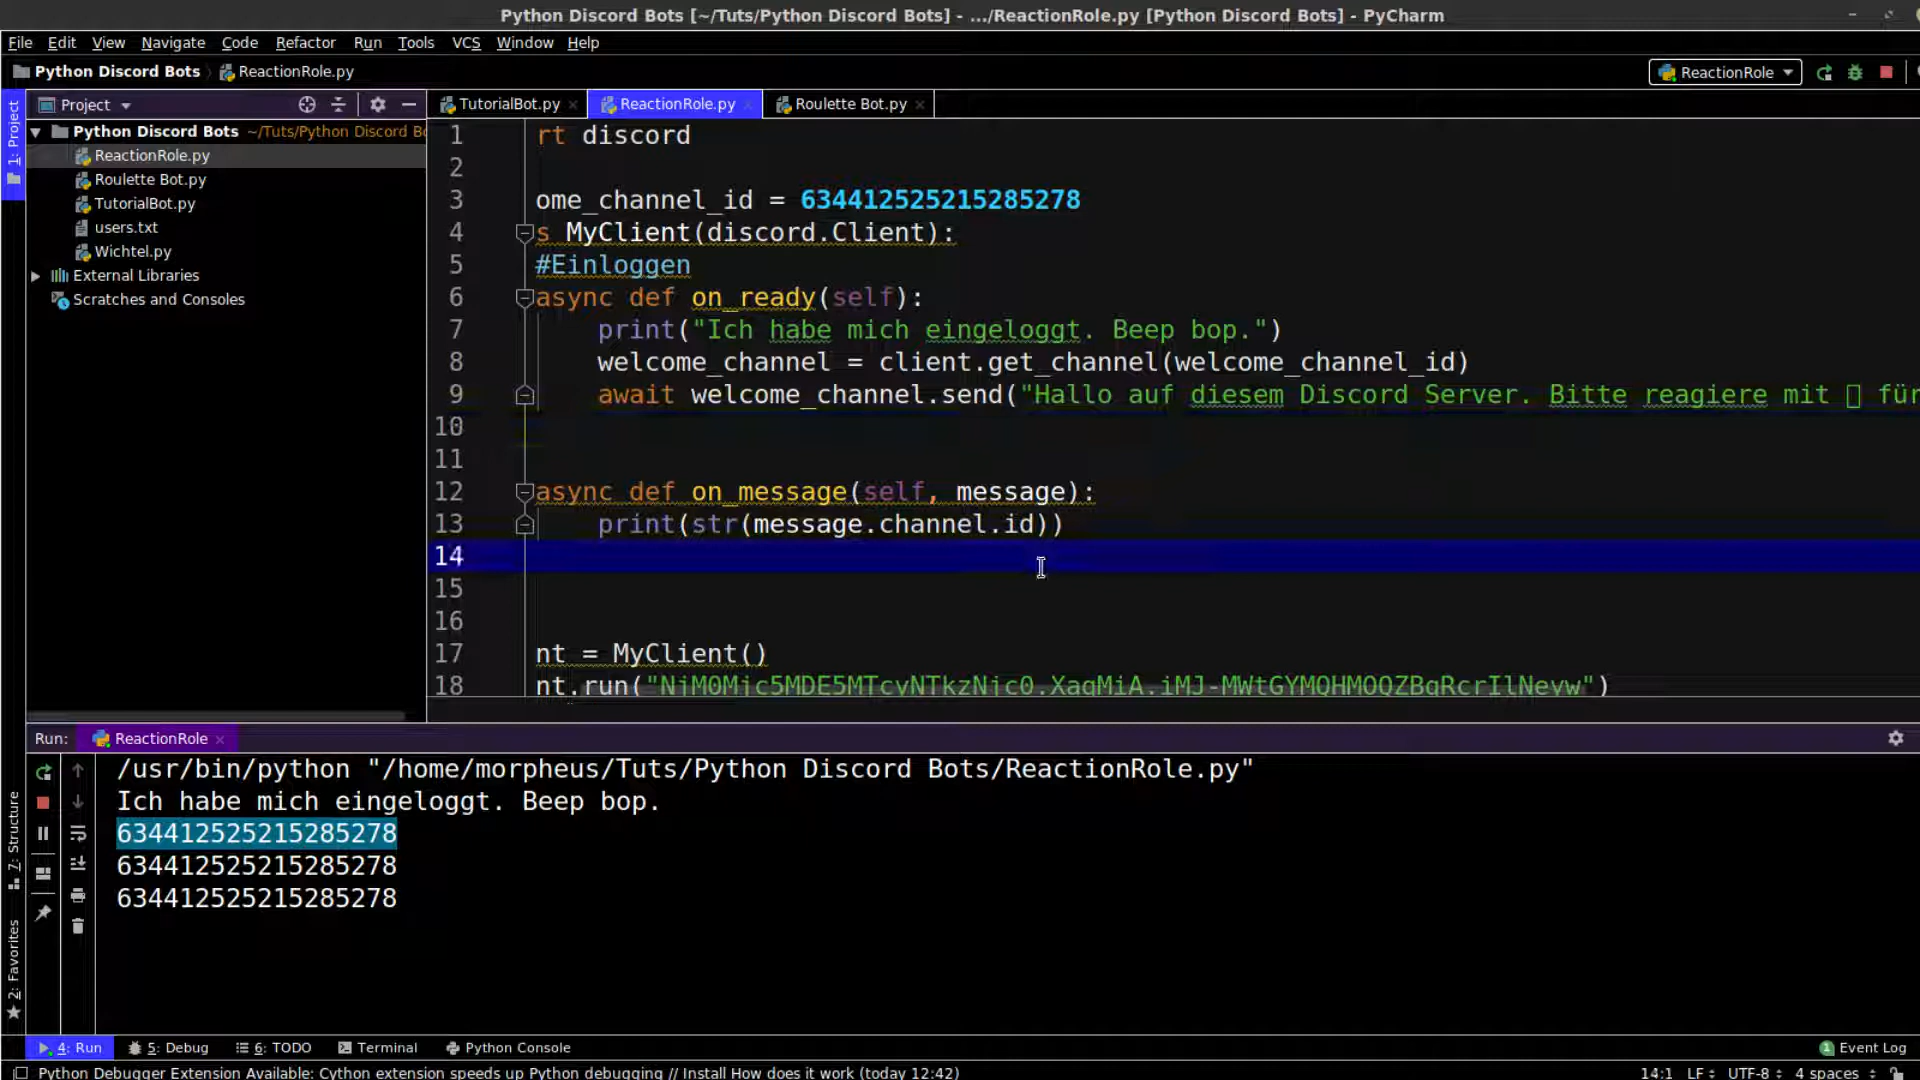 Python Discord Bots [~/Tuts/Python Discord Bots] - .../ReactionRole.py [Python Discord Bots] - PyCharm
File Edit View Navigate Code Refactor Run Tools VCS Window Help
Python Discord Bots ReactionRole.py
ReactionRole
Project
TutorialBot.py ReactionRole.py Roulette Bot.py
1: Project
Python Discord Bots ~/Tuts/Python Discord Bo
ReactionRole.py
Roulette Bot.py
TutorialBot.py
users.txt
Wichtel.py
External Libraries
Scratches and Consoles
1 rt discord
2
3 ome_channel_id = 634412525215285278
4 s MyClient(discord.Client):
5 #Einloggen
6 async def on_ready(self):
7 print("Ich habe mich eingeloggt. Beep bop.")
8 welcome_channel = client.get_channel(welcome_channel_id)
9 await welcome_channel.send("Hallo auf diesem Discord Server. Bitte reagiere mit für
10
11
12 async def on_message(self, message):
13 print(str(message.channel.id))
14
15
16
17 nt = MyClient()
18 nt.run(")
Run: ReactionRole
/usr/bin/python "/home/morpheus/Tuts/Python Discord Bots/ReactionRole.py"
Ich habe mich eingeloggt. Beep bop.
634412525215285278
634412525215285278
634412525215285278
7: Structure
2: Favorites
4: Run 5: Debug 6: TODO Terminal Python Console
1 Event Log
Python Debugger Extension Available: Cython extension speeds up Python debugging // Install How does it work (today 12:42)
14:1 LF UTF-8 4 spaces